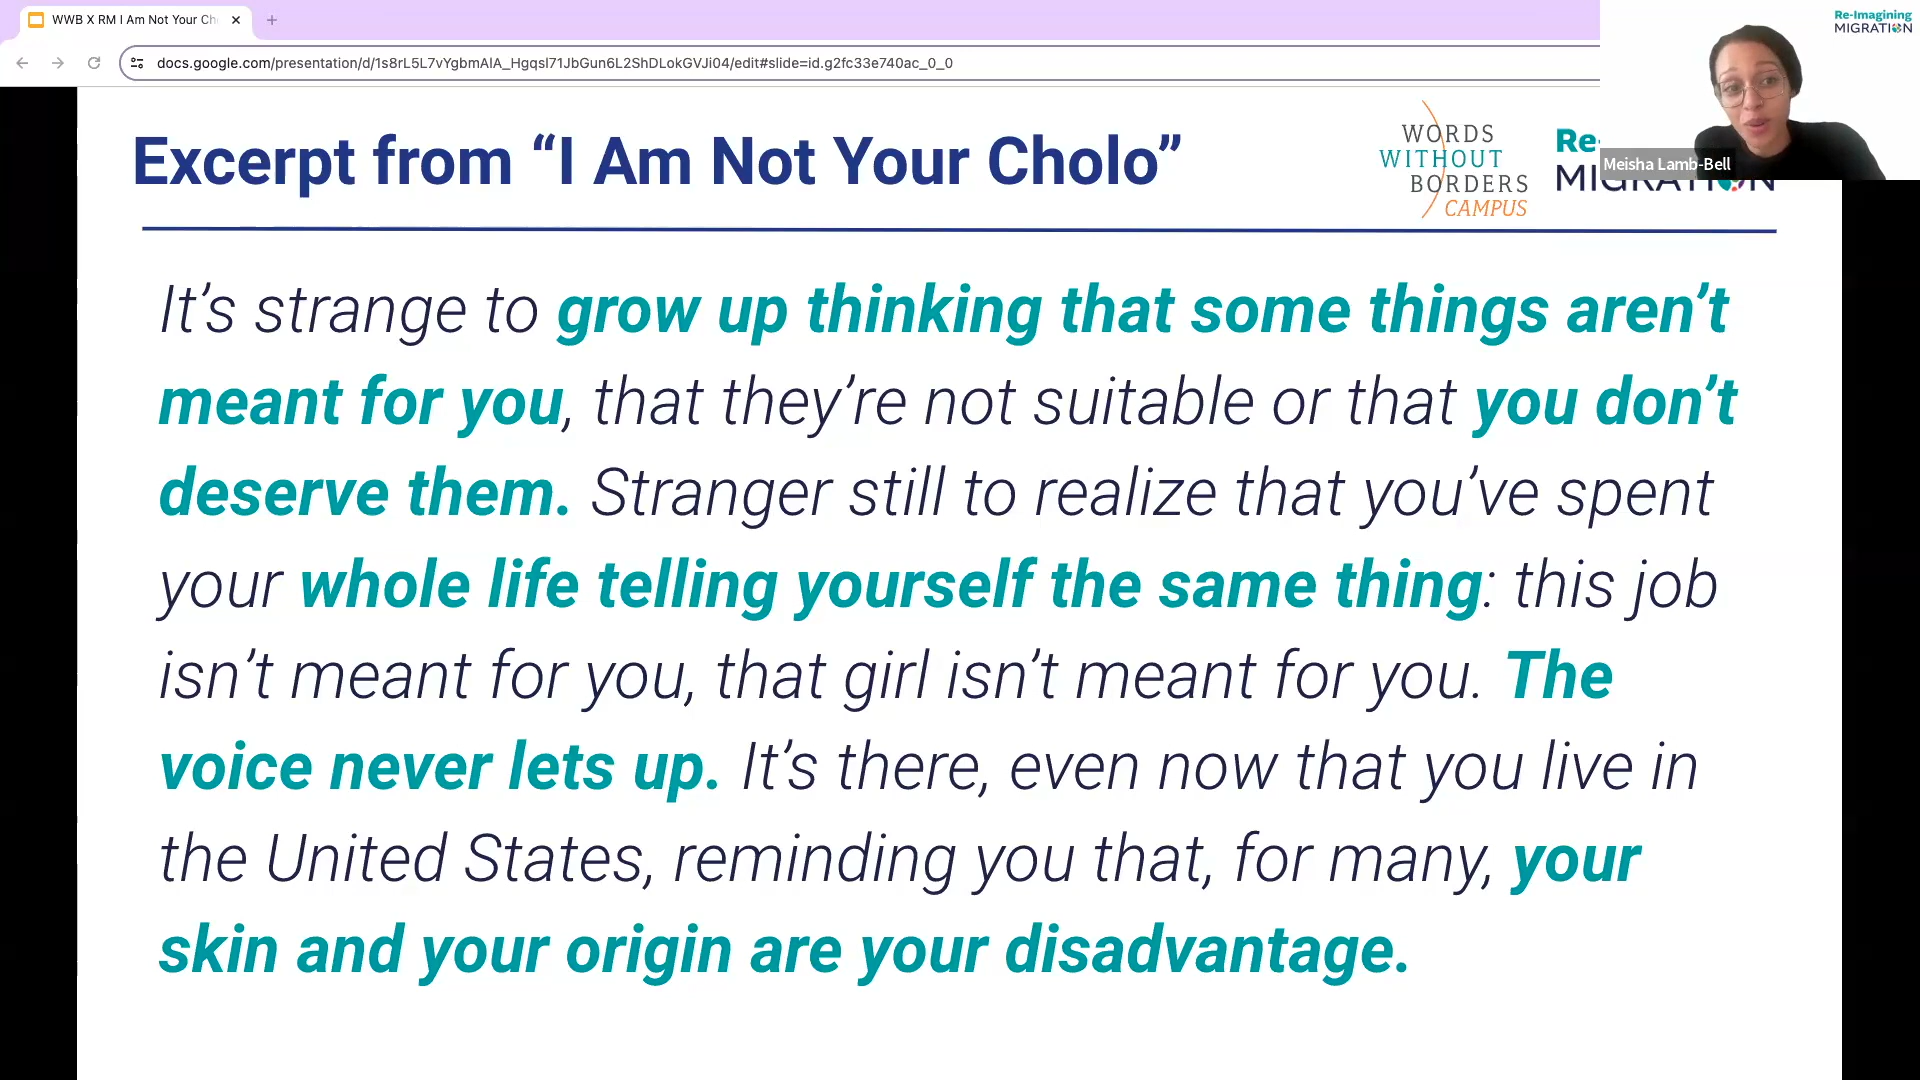 WWB X RM I Am Not Your Ch
docs.google.com/presentation/d/1s8rL5L7vYgbmAIA_HgqsI71JbGun6L2ShDLokGVJi04/edit#slide=id.g2fc33e740ac_0_0
Re-Imagining
MIGRATION
Meisha Lamb-Bell
Excerpt from “I Am Not Your Cholo”
WORDS
WITHOUT
BORDERS
CAMPUS
Re-
MIGRATION
It’s strange to grow up thinking that some things aren’t
meant for you, that they’re not suitable or that you don’t
deserve them. Stranger still to realize that you’ve spent
your whole life telling yourself the same thing: this job
isn’t meant for you, that girl isn’t meant for you. The
voice never lets up. It’s there, even now that you live in
the United States, reminding you that, for many, your
skin and your origin are your disadvantage.